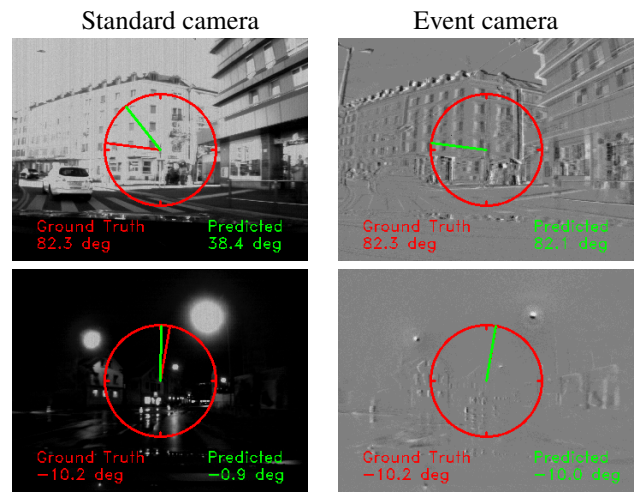 Standard camera
Event camera
Ground Truth
82.3 deg
Predicted
38.4 deg
Ground Truth
82.3 deg
Predicted
82.1 deg
Ground Truth
−10.2 deg
Predicted
−0.9 deg
Ground Truth
−10.2 deg
Predicted
−10.0 deg